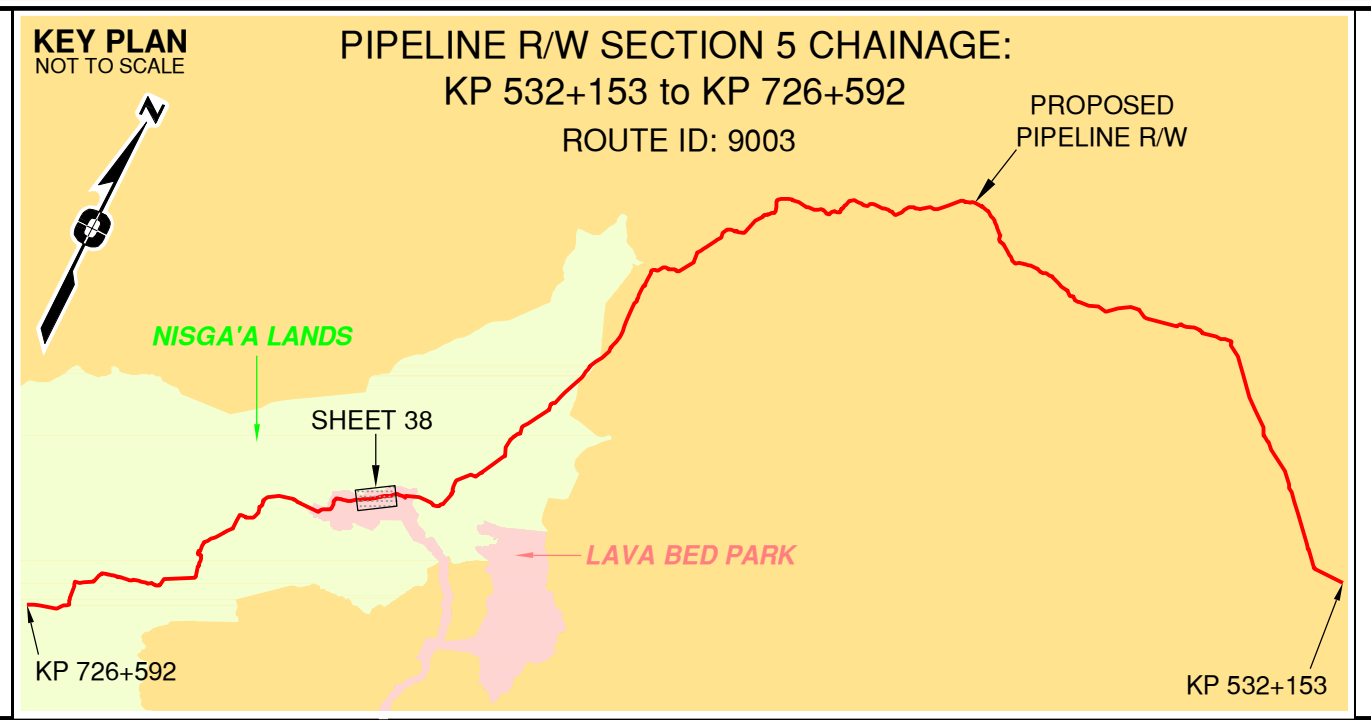 KEY PLAN
NOT TO SCALE
PIPELINE R/W SECTION 5 CHAINAGE:
KP 532+153 to KP 726+592
ROUTE ID: 9003
PROPOSED
PIPELINE R/W
N
NISGA'A LANDS
SHEET 38
LAVA BED PARK
KP 726+592
KP 532+153